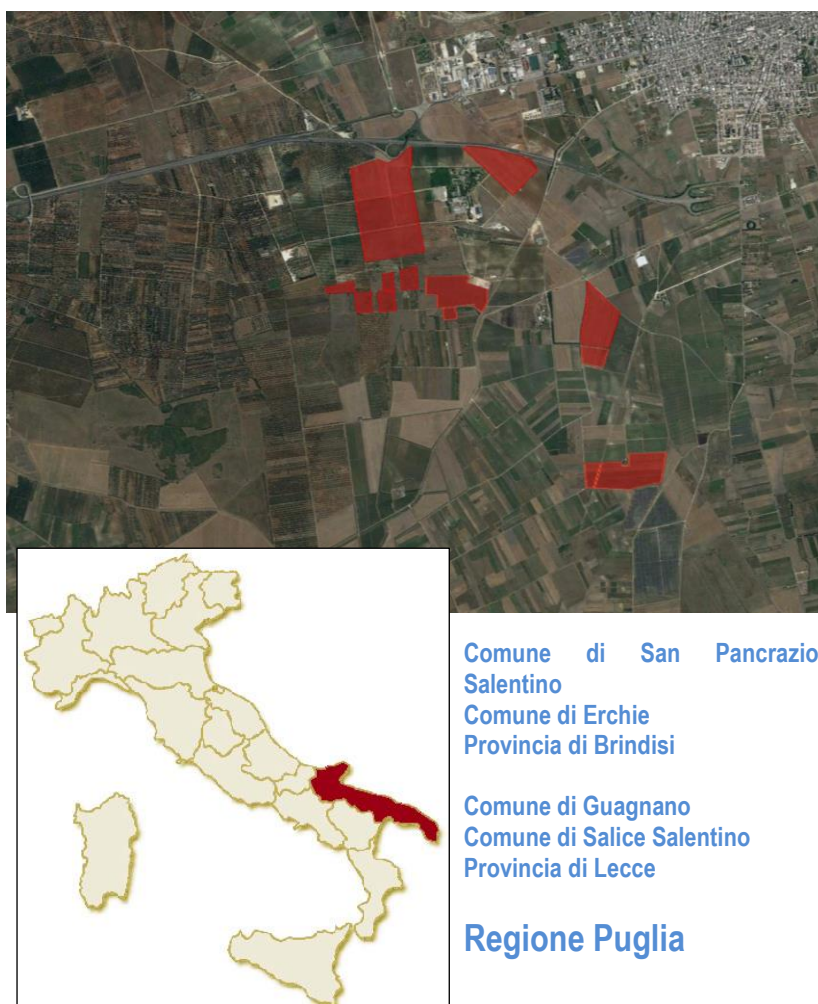 Comune di San Pancrazio
Salentino
Comune di Erchie
Provincia di Brindisi
Comune di Guagnano
Comune di Salice Salentino
Provincia di Lecce
Regione Puglia